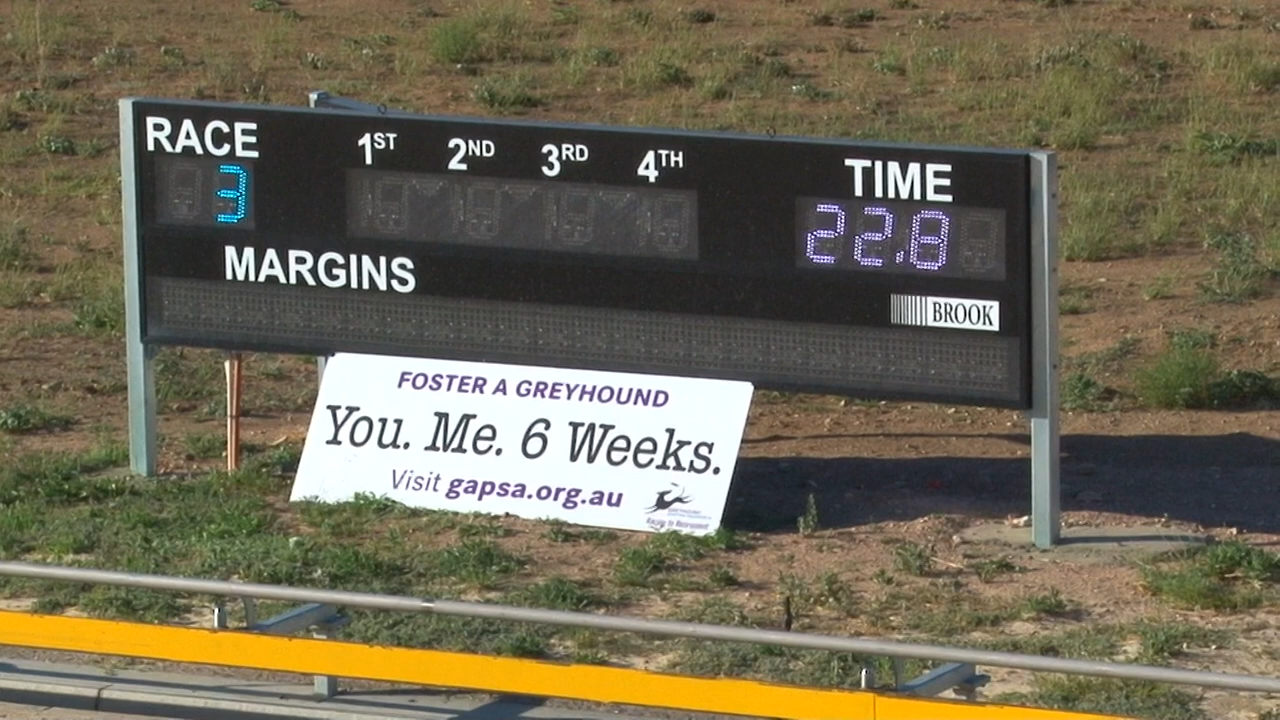 RACE 1ST 2ND 3RD 4TH TIME
3 22.8
MARGINS
BROOK
FOSTER A GREYHOUND
You. Me. 6 Weeks.
Visit gapsa.org.au
GREYHOUND